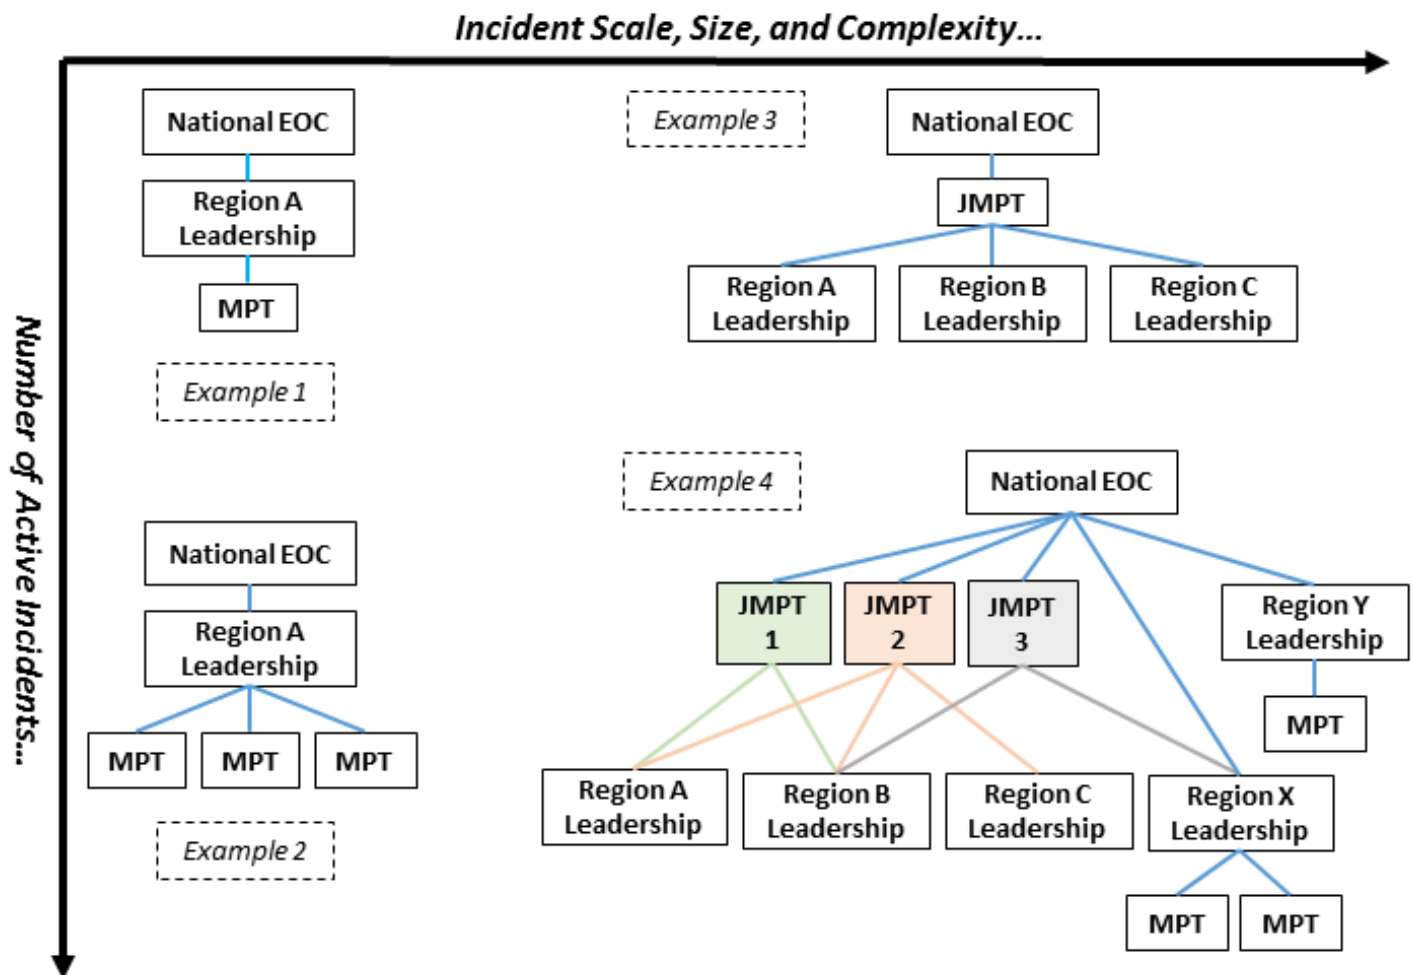 Incident Scale, Size, and Complexity...
Number of Active Incidents...
National EOC
Region A
Leadership
MPT
Example 1
National EOC
Region A
Leadership
MPT
MPT
MPT
Example 2
Example 3
National EOC
JMPT
Region A
Leadership
Region B
Leadership
Region C
Leadership
Example 4
National EOC
JMPT
1
JMPT
2
JMPT
3
Region Y
Leadership
MPT
Region A
Leadership
Region B
Leadership
Region C
Leadership
Region X
Leadership
MPT
MPT